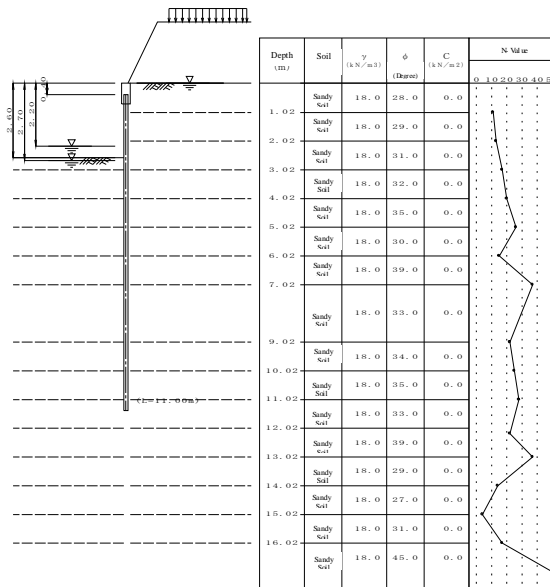 Depth Soil γ φ C N-Value
(m) (kN/m3) (Degree) (kN/m2)
0 10 20 30 40 5
Sandy Soil 18.0 28.0 0.0
1.02
Sandy Soil 18.0 29.0 0.0
2.02
Sandy Soil 18.0 31.0 0.0
3.02
Sandy Soil 18.0 32.0 0.0
4.02
Sandy Soil 18.0 35.0 0.0
5.02
Sandy Soil 18.0 30.0 0.0
6.02
Sandy Soil 18.0 39.0 0.0
7.02
Sandy Soil 18.0 33.0 0.0
9.02
Sandy Soil 18.0 34.0 0.0
10.02
Sandy Soil 18.0 35.0 0.0
11.02
Sandy Soil 18.0 33.0 0.0
12.02
Sandy Soil 18.0 39.0 0.0
13.02
Sandy Soil 18.0 29.0 0.0
14.02
Sandy Soil 18.0 27.0 0.0
15.02
Sandy Soil 18.0 31.0 0.0
16.02
Sandy Soil 18.0 45.0 0.0
2.60
2.70
2.20
0.40
(L=11.00m)